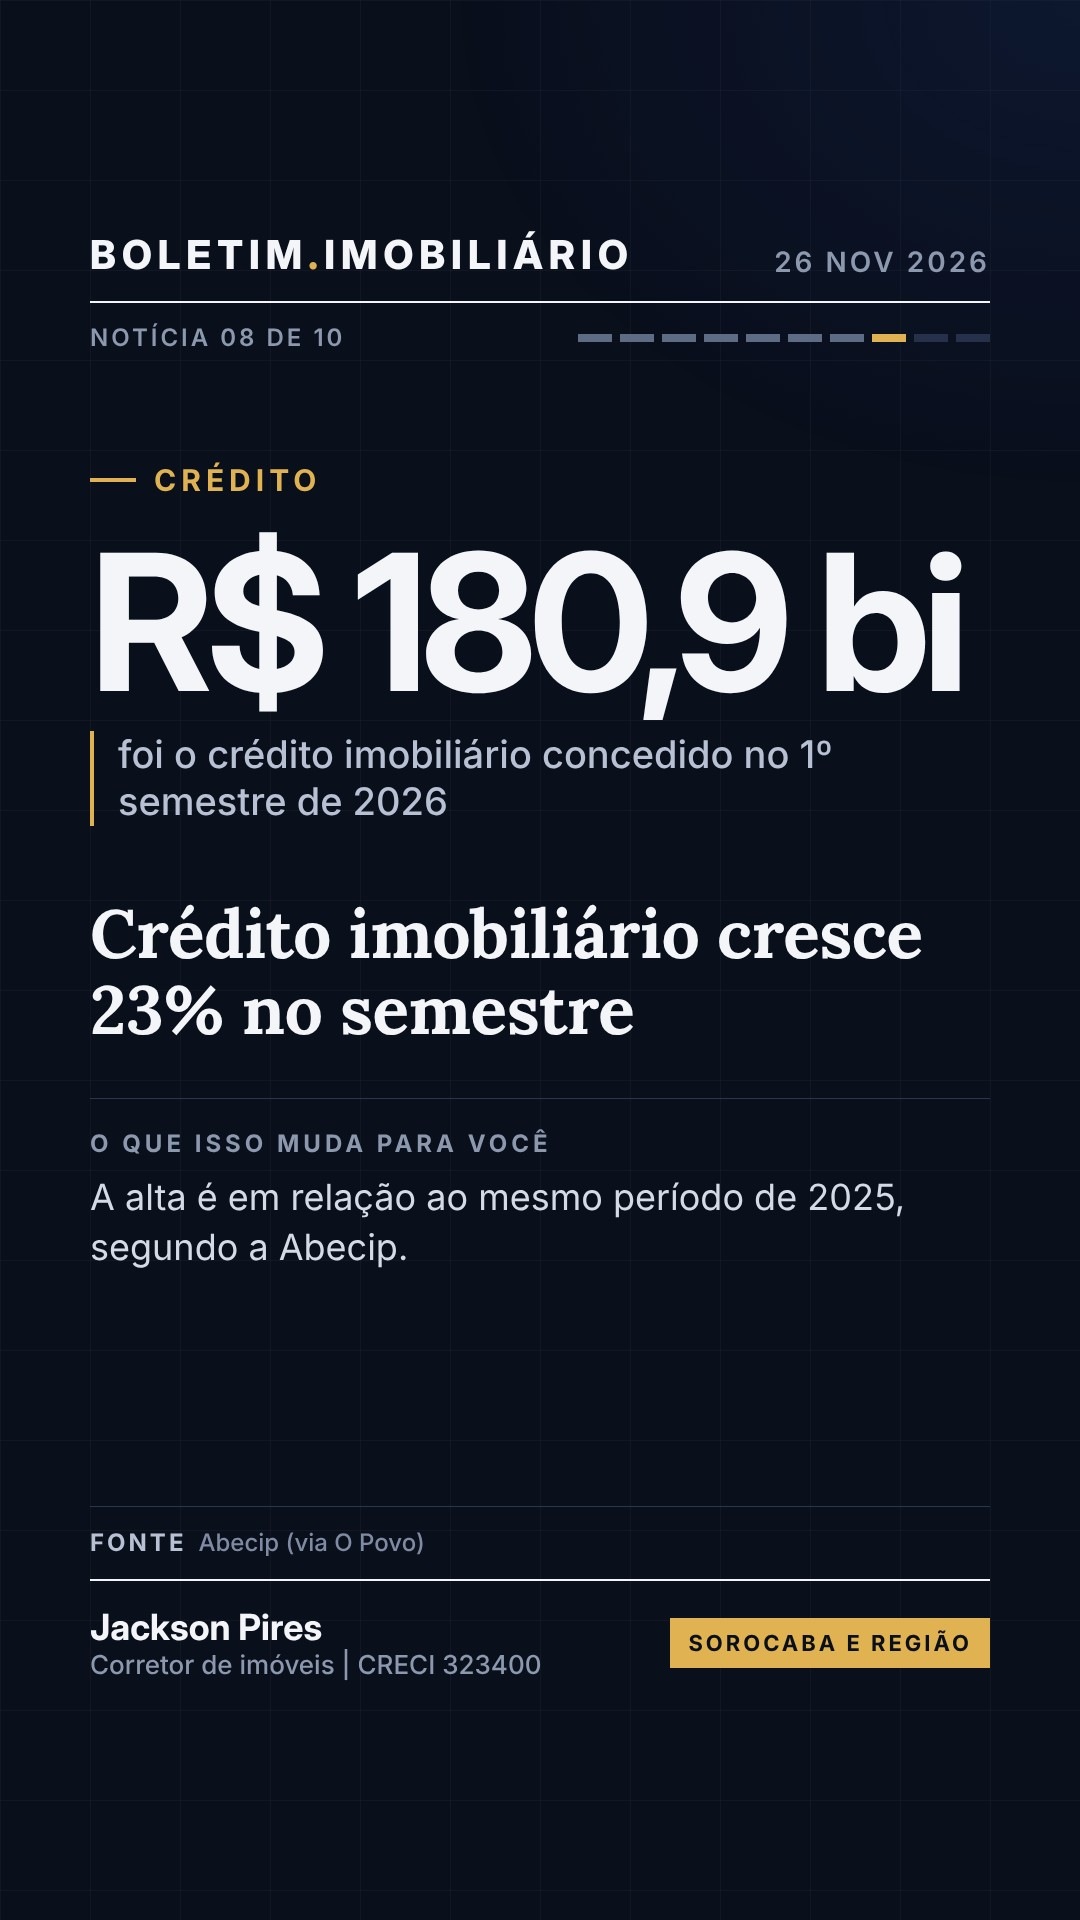 BOLETIM.IMOBILIÁRIO
26 NOV 2026
NOTÍCIA 08 DE 10
CRÉDITO
R$ 180,9 bi
foi o crédito imobiliário concedido no 1º
semestre de 2026
Crédito imobiliário cresce
23% no semestre
O QUE ISSO MUDA PARA VOCÊ
A alta é em relação ao mesmo período de 2025,
segundo a Abecip.
FONTE Abecip (via O Povo)
Jackson Pires
Corretor de imóveis | CRECI 323400
SOROCABA E REGIÃO